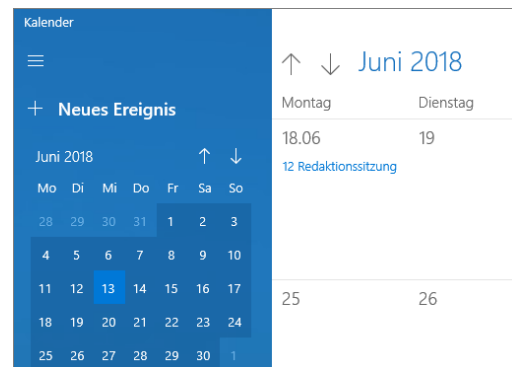 Kalender
Neues Ereignis
Juni 2018
Mo Di Mi Do Fr Sa So
28 29 30 31 1 2 3
4 5 6 7 8 9 10
11 12 13 14 15 16 17
18 19 20 21 22 23 24
25 26 27 28 29 30 1
Juni 2018
Montag Dienstag
18.06 19
12 Redaktionssitzung
25 26